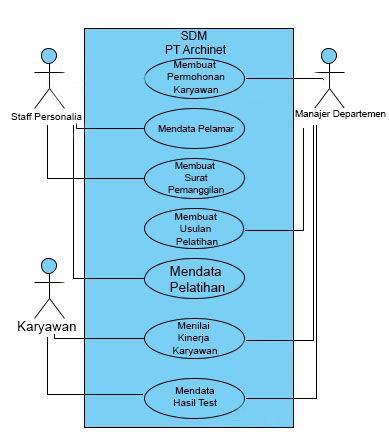 SDM
PT Archinet
Membuat
Permohonan
Karyawan
Staff Personalia
Manajer Departemen
Mendata Pelamar
Membuat
Surat
Pemanggilan
Membuat
Usulan
Pelatihan
Mendata
Pelatihan
Karyawan
Menilai
Kinerja
Karyawan
Mendata
Hasil Test